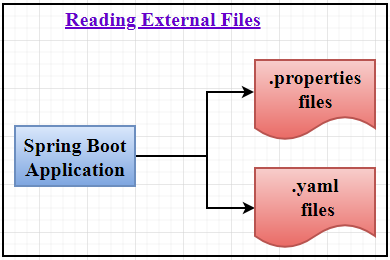 Reading External Files
.properties
files
Spring Boot
Application
.yaml
files